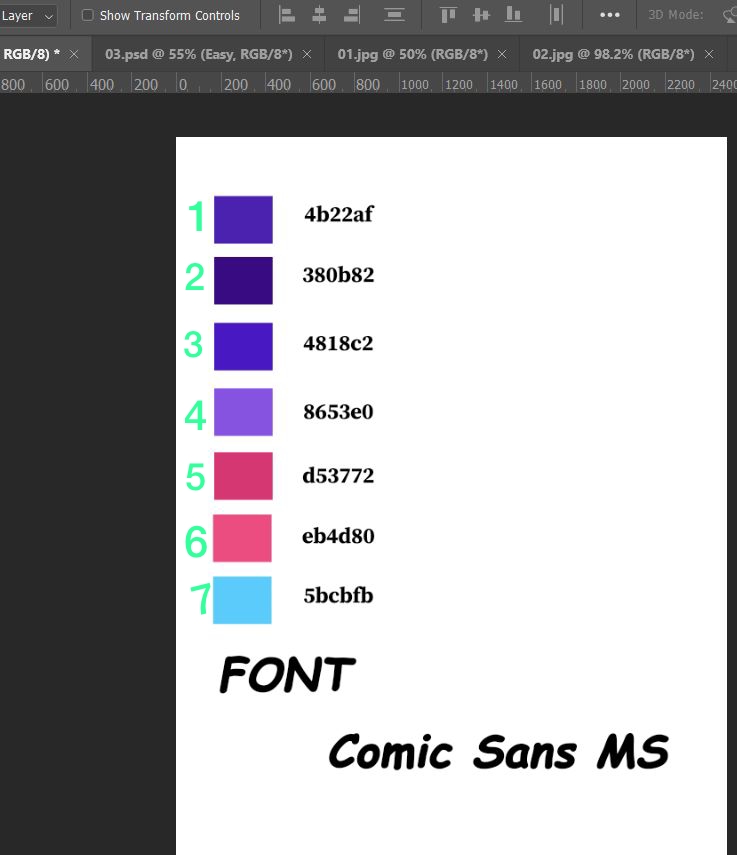 Layer Show Transform Controls 3D Mode:
RGB/8) * 03.psd @ 55% (Easy, RGB/8*) 01.jpg @ 50% (RGB/8*) 02.jpg @ 98.2% (RGB/8*)
800 600 400 200 0 200 400 600 800 1000 1200 1400 1600 1800 2000 2200 2400
1 4b22af
2 380b82
3 4818c2
4 8653e0
5 d53772
6 eb4d80
7 5bcbfb
FONT
Comic Sans MS